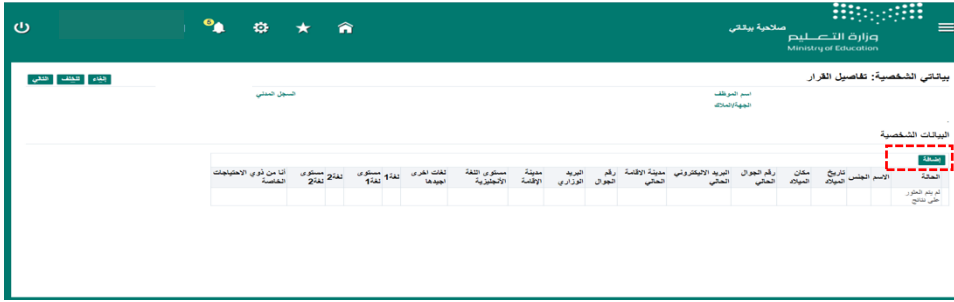 5
صلاحية بياناتي
وزارة التعليم
Ministry of Education
بياناتي الشخصية: تفاصيل القرار
إلغاء
للخلف
التالي
اسم الموظف
السجل المدني
الجهة/الملاك
البيانات الشخصية
إضافة
الحالة
الاسم
الجنس
تاريخ الميلاد
مكان الميلاد
رقم الجوال الحالي
البريد الاليكتروني الحالي
مدينة الاقامة الحالي
رقم الجوال
البريد الوزاري
مدينة الإقامة
مستوى اللغة الأنجليزية
لغات اخرى اجيدها
لغة1
مستوى لغة1
لغة2
مستوى لغة2
أنا من ذوي الاحتياجات الخاصة
لم يتم العثور
على نتائج